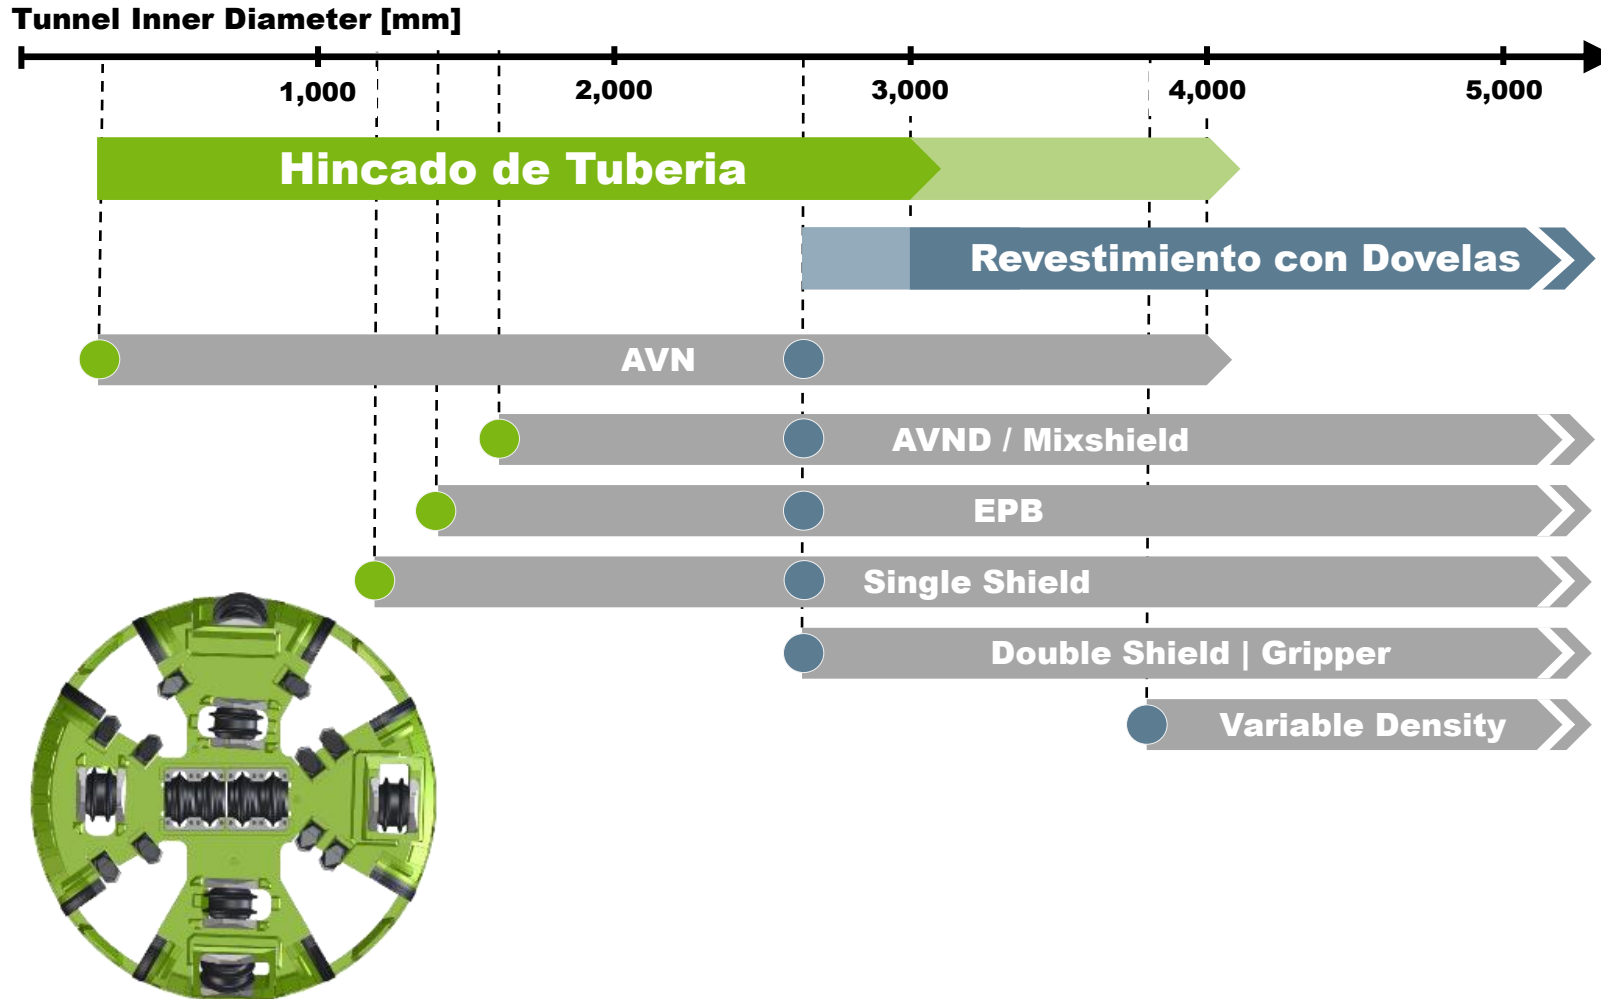 Tunnel Inner Diameter [mm]
1,000
2,000
3,000
4,000
5,000
Hincado de Tuberia
Revestimiento con Dovelas
AVN
AVND / Mixshield
EPB
Single Shield
Double Shield | Gripper
Variable Density